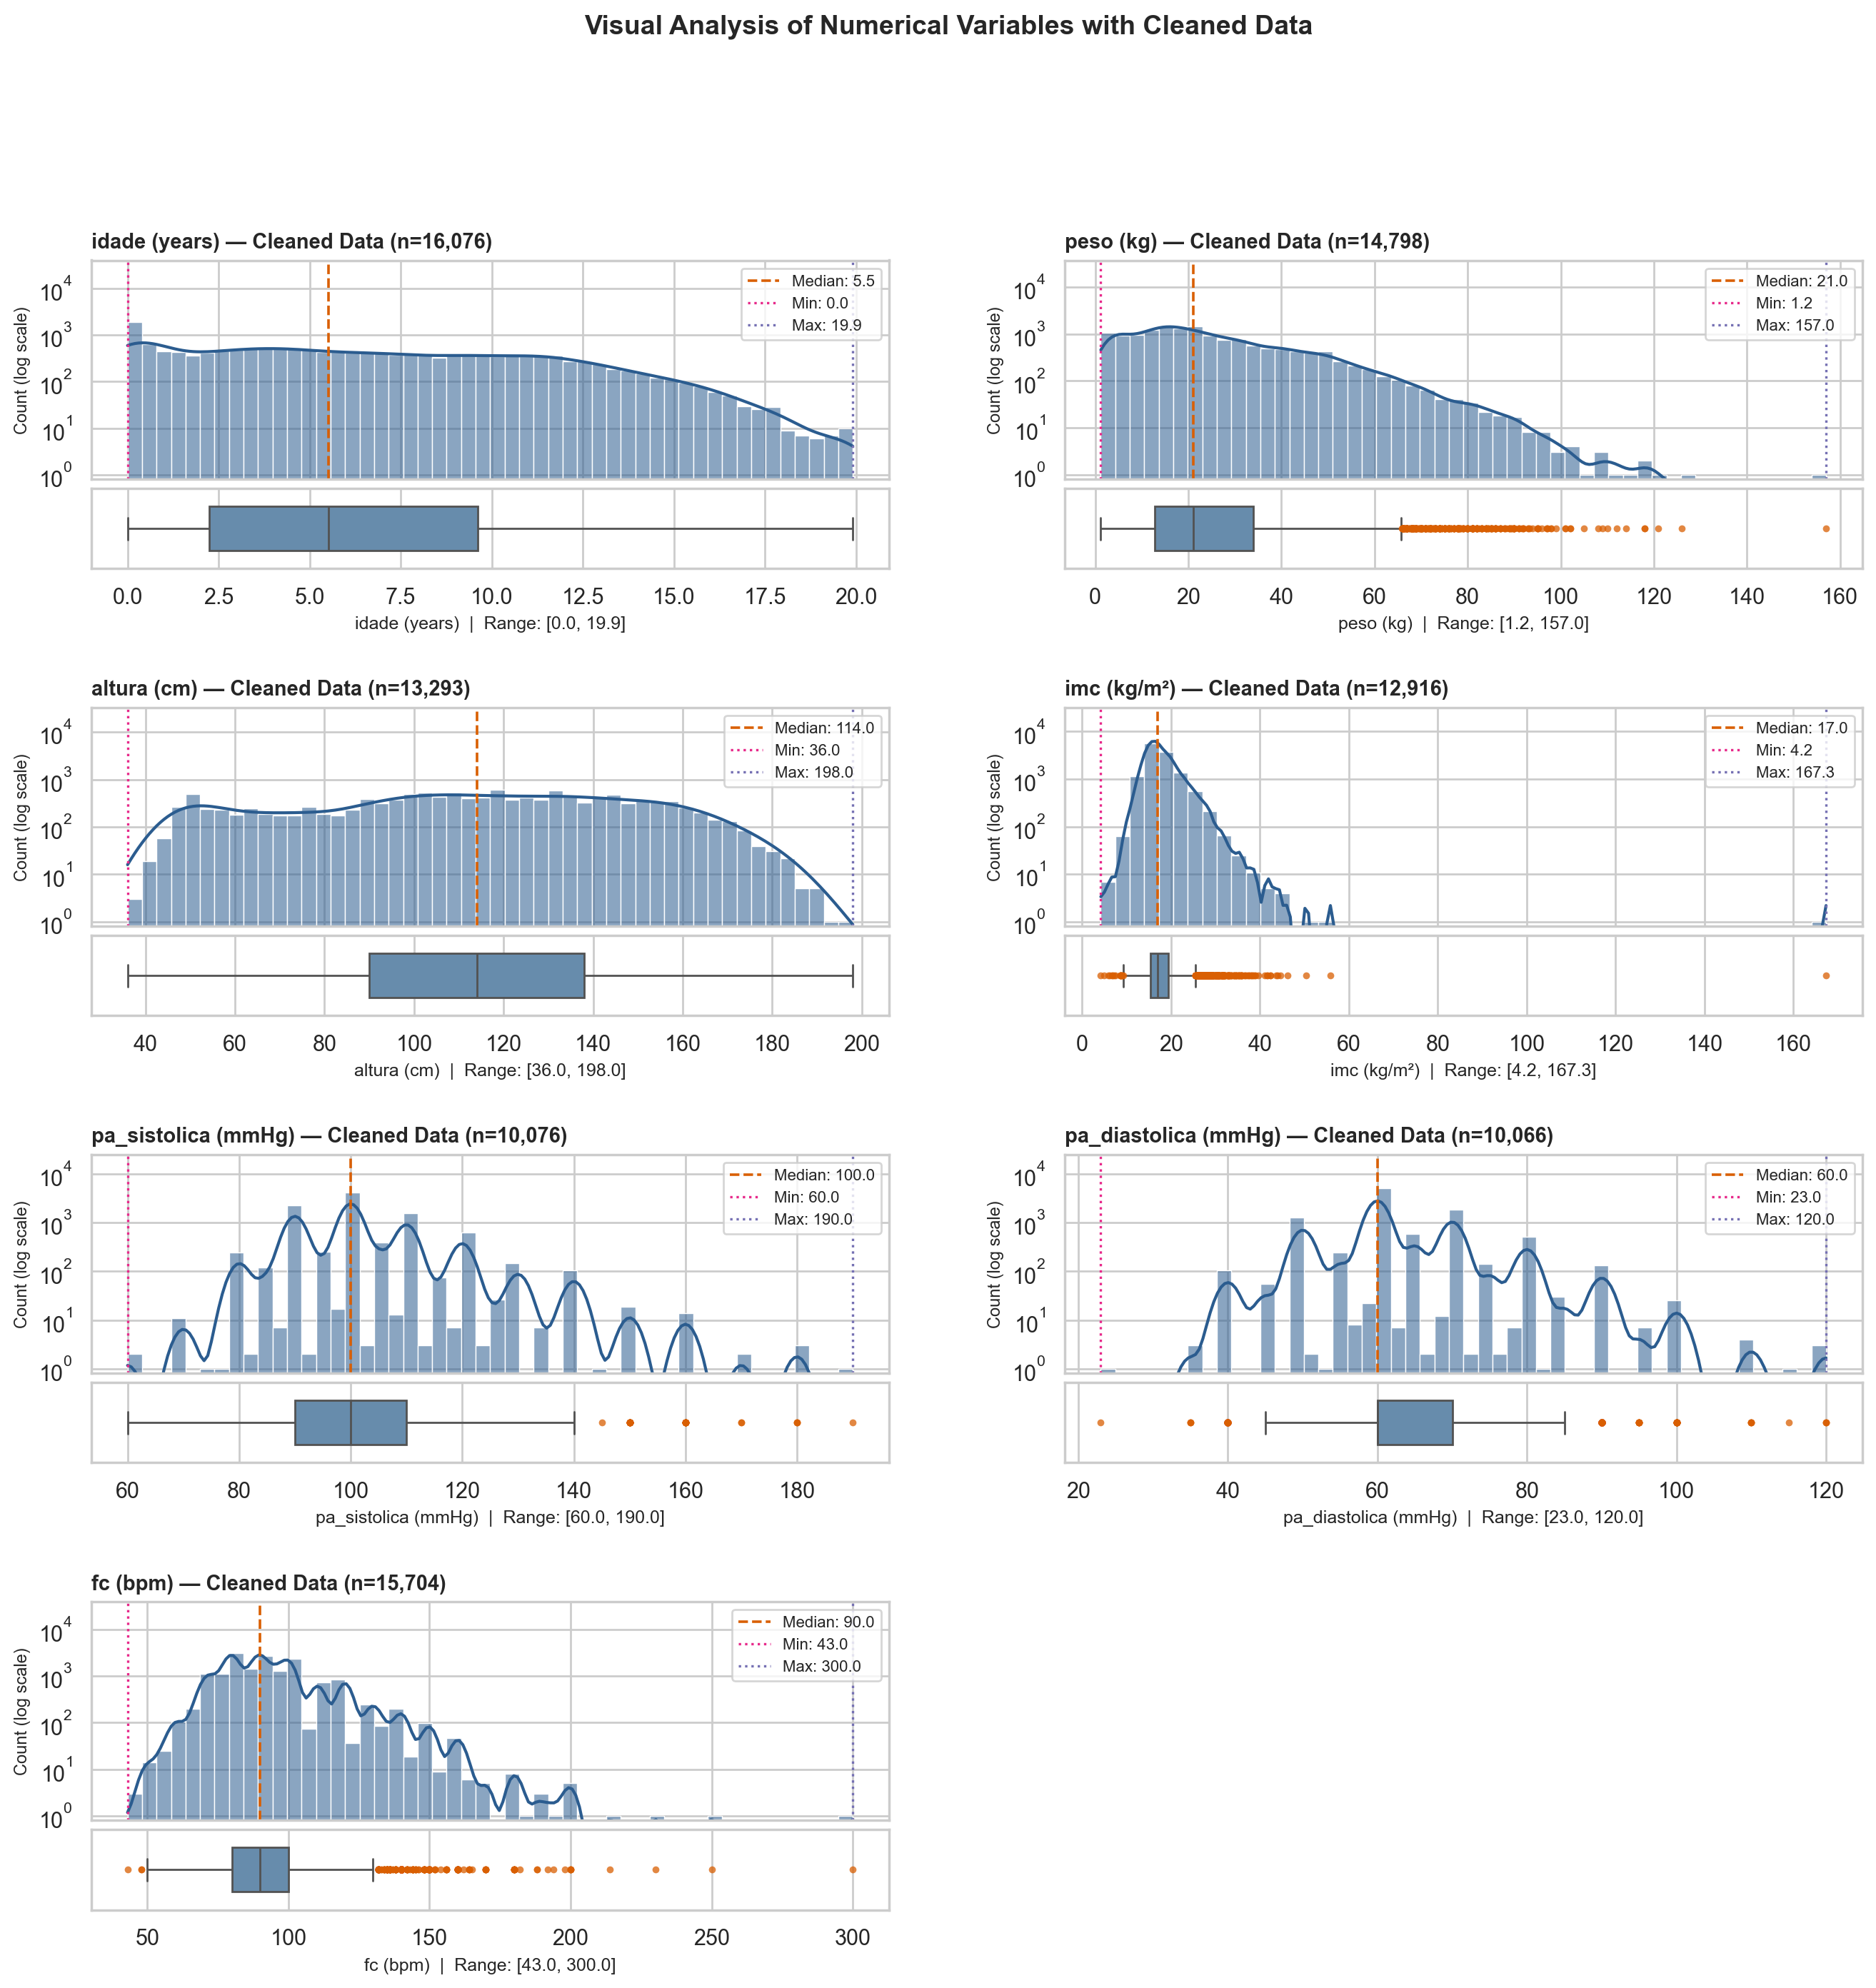 Visual Analysis of Numerical Variables with Cleaned Data
idade (years) — Cleaned Data (n=16,076)
Count (log scale)
10^4
10^3
10^2
10^1
10^0
Median: 5.5
Min: 0.0
Max: 19.9
0.0 2.5 5.0 7.5 10.0 12.5 15.0 17.5 20.0
idade (years) | Range: [0.0, 19.9]
peso (kg) — Cleaned Data (n=14,798)
Count (log scale)
10^4
10^3
10^2
10^1
10^0
Median: 21.0
Min: 1.2
Max: 157.0
0 20 40 60 80 100 120 140 160
peso (kg) | Range: [1.2, 157.0]
altura (cm) — Cleaned Data (n=13,293)
Count (log scale)
10^4
10^3
10^2
10^1
10^0
Median: 114.0
Min: 36.0
Max: 198.0
40 60 80 100 120 140 160 180 200
altura (cm) | Range: [36.0, 198.0]
imc (kg/m²) — Cleaned Data (n=12,916)
Count (log scale)
10^4
10^3
10^2
10^1
10^0
Median: 17.0
Min: 4.2
Max: 167.3
0 20 40 60 80 100 120 140 160
imc (kg/m²) | Range: [4.2, 167.3]
pa_sistolica (mmHg) — Cleaned Data (n=10,076)
Count (log scale)
10^4
10^3
10^2
10^1
10^0
Median: 100.0
Min: 60.0
Max: 190.0
60 80 100 120 140 160 180
pa_sistolica (mmHg) | Range: [60.0, 190.0]
pa_diastolica (mmHg) — Cleaned Data (n=10,066)
Count (log scale)
10^4
10^3
10^2
10^1
10^0
Median: 60.0
Min: 23.0
Max: 120.0
20 40 60 80 100 120
pa_diastolica (mmHg) | Range: [23.0, 120.0]
fc (bpm) — Cleaned Data (n=15,704)
Count (log scale)
10^4
10^3
10^2
10^1
10^0
Median: 90.0
Min: 43.0
Max: 300.0
50 100 150 200 250 300
fc (bpm) | Range: [43.0, 300.0]